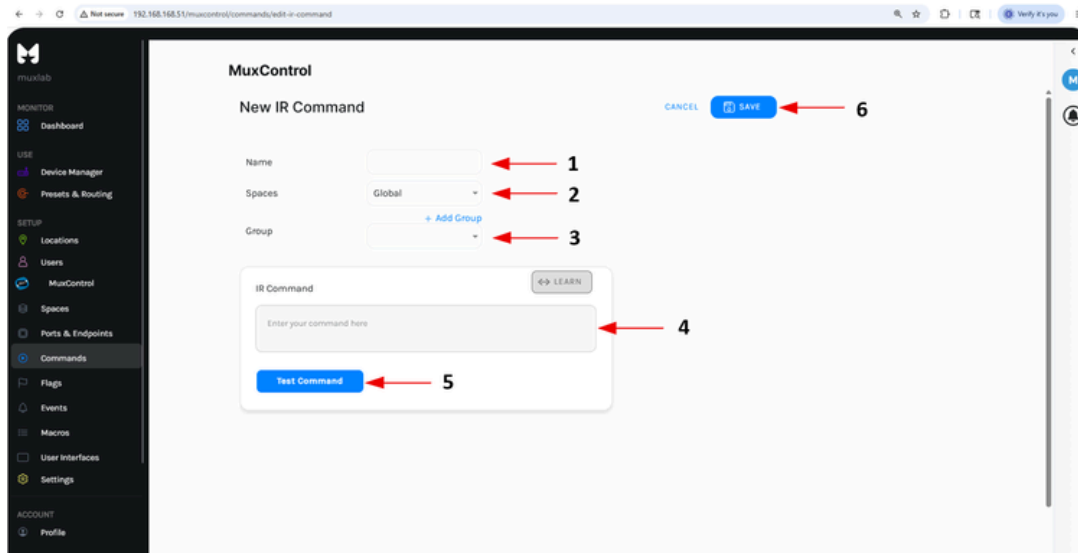 Not secure 192.168.168.51/muxcontrol/commands/edit-ir-command Verify it's you
muxlab
MONITOR
Dashboard
USE
Device Manager
Presets & Routing
SETUP
Locations
Users
MuxControl
Spaces
Ports & Endpoints
Commands
Flags
Events
Macros
User Interfaces
Settings
ACCOUNT
Profile
MuxControl
New IR Command
CANCEL SAVE 6
Name 1
Spaces Global 2
+ Add Group
Group 3
IR Command LEARN
Enter your command here 4
Test Command 5
M